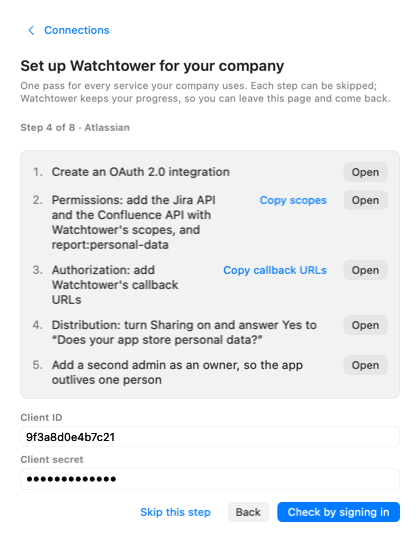 Connections
Set up Watchtower for your company
One pass for every service your company uses. Each step can be skipped;
Watchtower keeps your progress, so you can leave this page and come back.
Step 4 of 8 · Atlassian
1. Create an OAuth 2.0 integration Open
2. Permissions: add the Jira API Copy scopes Open
and the Confluence API with
Watchtower's scopes, and
report:personal-data
3. Authorization: add Copy callback URLs Open
Watchtower's callback
URLs
4. Distribution: turn Sharing on and answer Yes to Open
“Does your app store personal data?”
5. Add a second admin as an owner, so the app Open
outlives one person
Client ID
9f3a8d0e4b7c21
Client secret
•••••••••••••
Skip this step Back Check by signing in